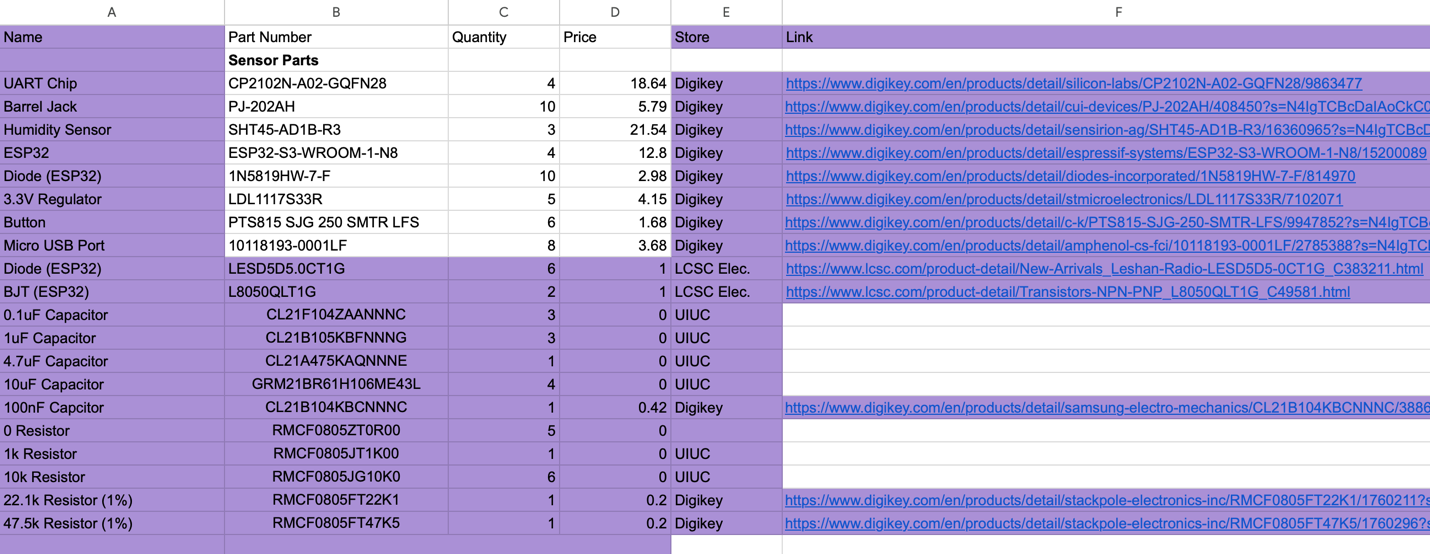 A B C D E F
Name Part Number Quantity Price Store Link
Sensor Parts
UART Chip CP2102N-A02-GQFN28 4 18.64 Digikey https://www.digikey.com/en/products/detail/silicon-labs/CP2102N-A02-GQFN28/9863477
Barrel Jack PJ-202AH 10 5.79 Digikey https://www.digikey.com/en/products/detail/cui-devices/PJ-202AH/408450?s=N4IgTCBcDaIAoCkC0
Humidity Sensor SHT45-AD1B-R3 3 21.54 Digikey https://www.digikey.com/en/products/detail/sensirion-ag/SHT45-AD1B-R3/16360965?s=N4IgTCBcD
ESP32 ESP32-S3-WROOM-1-N8 4 12.8 Digikey https://www.digikey.com/en/products/detail/espressif-systems/ESP32-S3-WROOM-1-N8/15200089
Diode (ESP32) 1N5819HW-7-F 10 2.98 Digikey https://www.digikey.com/en/products/detail/diodes-incorporated/1N5819HW-7-F/814970
3.3V Regulator LDL1117S33R 5 4.15 Digikey https://www.digikey.com/en/products/detail/stmicroelectronics/LDL1117S33R/7102071
Button PTS815 SJG 250 SMTR LFS 6 1.68 Digikey https://www.digikey.com/en/products/detail/c-k/PTS815-SJG-250-SMTR-LFS/9947852?s=N4IgTCB
Micro USB Port 10118193-0001LF 8 3.68 Digikey https://www.digikey.com/en/products/detail/amphenol-cs-fci/10118193-0001LF/2785388?s=N4IgTC
Diode (ESP32) LESD5D5.0CT1G 6 1 LCSC Elec. https://www.lcsc.com/product-detail/New-Arrivals_Leshan-Radio-LESD5D5-0CT1G_C383211.html
BJT (ESP32) L8050QLT1G 2 1 LCSC Elec. https://www.lcsc.com/product-detail/Transistors-NPN-PNP_L8050QLT1G_C49581.html
0.1uF Capacitor CL21F104ZAANNNC 3 0 UIUC
1uF Capacitor CL21B105KBFNNNG 3 0 UIUC
4.7uF Capacitor CL21A475KAQNNNE 1 0 UIUC
10uF Capacitor GRM21BR61H106ME43L 4 0 UIUC
100nF Capcitor CL21B104KBCNNNC 1 0.42 Digikey https://www.digikey.com/en/products/detail/samsung-electro-mechanics/CL21B104KBCNNNC/3886
0 Resistor RMCF0805ZT0R00 5 0
1k Resistor RMCF0805JT1K00 1 0 UIUC
10k Resistor RMCF0805JG10K0 6 0 UIUC
22.1k Resistor (1%) RMCF0805FT22K1 1 0.2 Digikey https://www.digikey.com/en/products/detail/stackpole-electronics-inc/RMCF0805FT22K1/1760211?s
47.5k Resistor (1%) RMCF0805FT47K5 1 0.2 Digikey https://www.digikey.com/en/products/detail/stackpole-electronics-inc/RMCF0805FT47K5/1760296?s